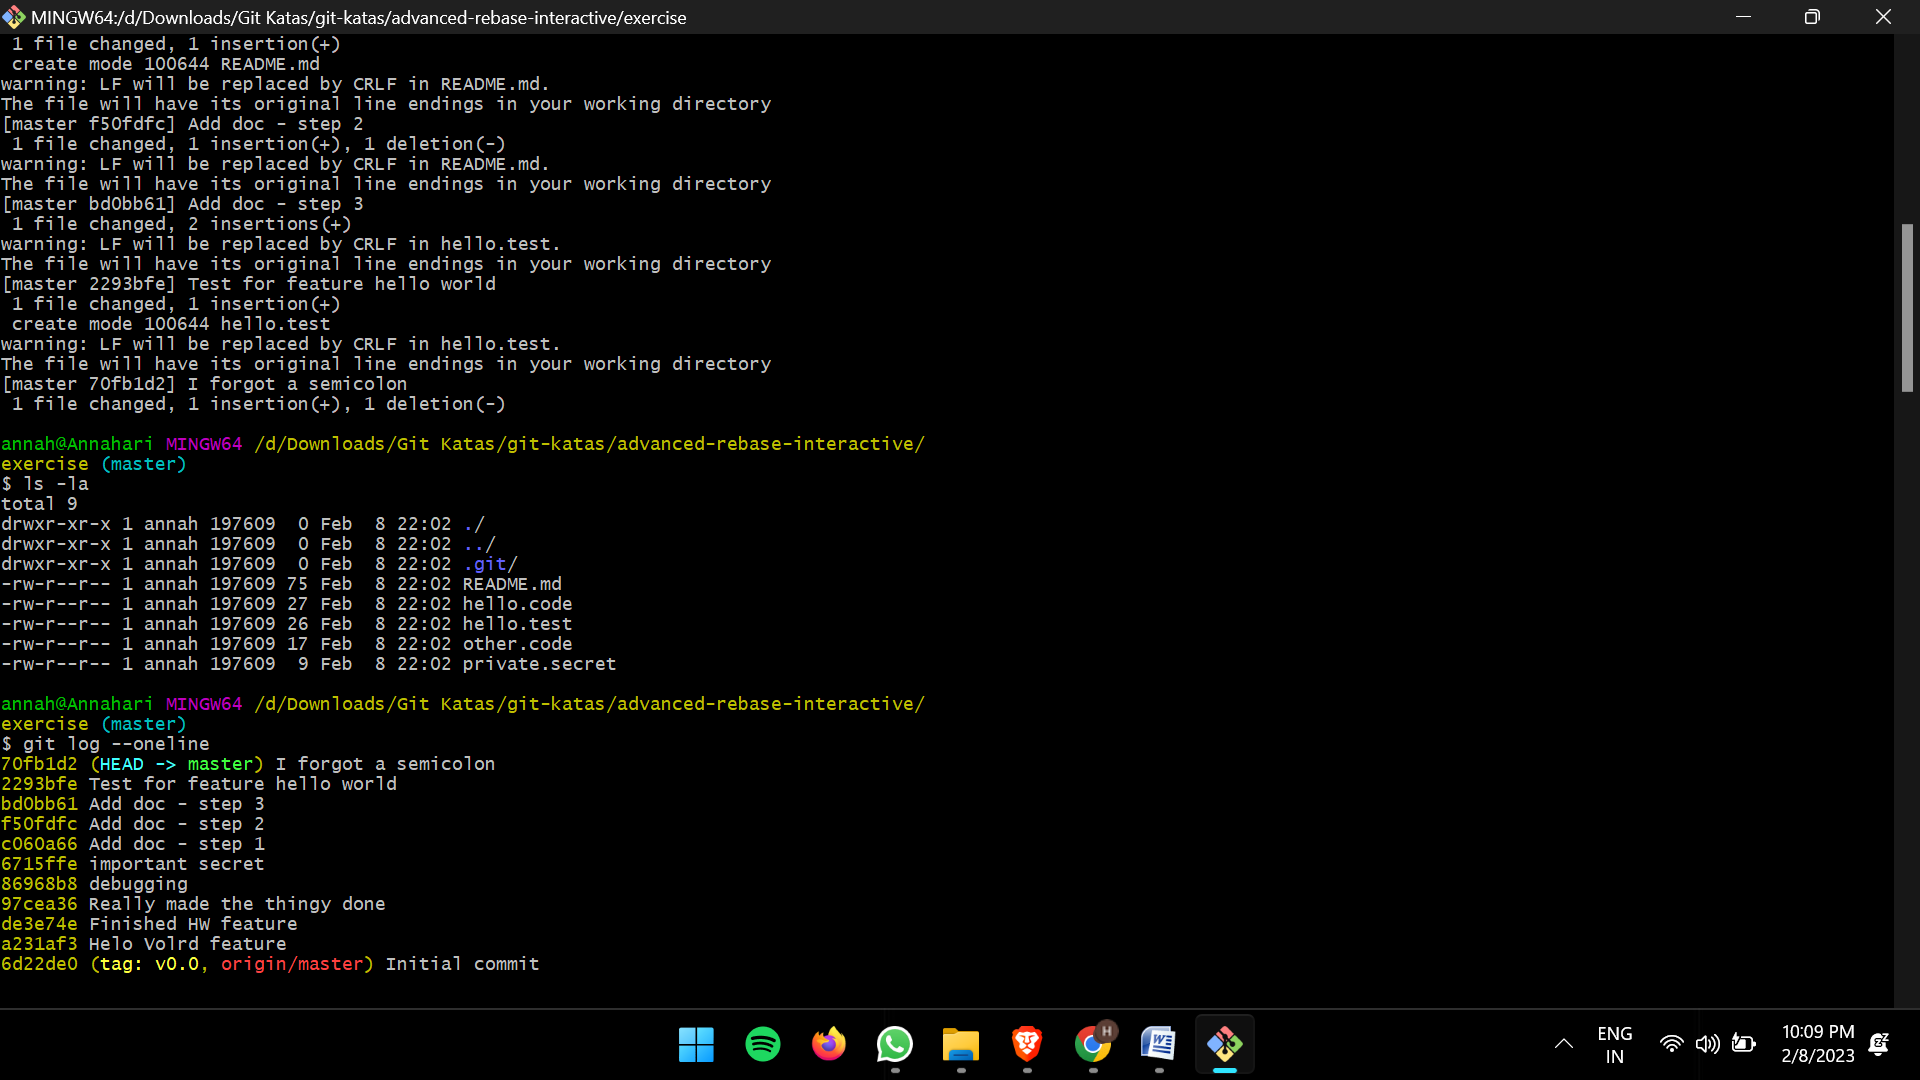 MINGW64:/d/Downloads/Git Katas/git-katas/advanced-rebase-interactive/exercise
1 file changed, 1 insertion(+)
create mode 100644 README.md
warning: LF will be replaced by CRLF in README.md.
The file will have its original line endings in your working directory
[master f50fdfc] Add doc - step 2
1 file changed, 1 insertion(+), 1 deletion(-)
warning: LF will be replaced by CRLF in README.md.
The file will have its original line endings in your working directory
[master bd0bb61] Add doc - step 3
1 file changed, 2 insertions(+)
warning: LF will be replaced by CRLF in hello.test.
The file will have its original line endings in your working directory
[master 2293bfe] Test for feature hello world
1 file changed, 1 insertion(+)
create mode 100644 hello.test
warning: LF will be replaced by CRLF in hello.test.
The file will have its original line endings in your working directory
[master 70fb1d2] I forgot a semicolon
1 file changed, 1 insertion(+), 1 deletion(-)
annah@Annahari MINGW64 /d/Downloads/Git Katas/git-katas/advanced-rebase-interactive/
exercise (master)
$ ls -la
total 9
drwxr-xr-x 1 annah 197609  0 Feb  8 22:02 ./
drwxr-xr-x 1 annah 197609  0 Feb  8 22:02 ../
drwxr-xr-x 1 annah 197609  0 Feb  8 22:02 .git/
-rw-r--r-- 1 annah 197609 75 Feb  8 22:02 README.md
-rw-r--r-- 1 annah 197609 27 Feb  8 22:02 hello.code
-rw-r--r-- 1 annah 197609 26 Feb  8 22:02 hello.test
-rw-r--r-- 1 annah 197609 17 Feb  8 22:02 other.code
-rw-r--r-- 1 annah 197609  9 Feb  8 22:02 private.secret
annah@Annahari MINGW64 /d/Downloads/Git Katas/git-katas/advanced-rebase-interactive/
exercise (master)
$ git log --oneline
70fb1d2 (HEAD -> master) I forgot a semicolon
2293bfe Test for feature hello world
bd0bb61 Add doc - step 3
f50fdfc Add doc - step 2
c060a66 Add doc - step 1
6715ffe important secret
86968b8 debugging
97cea36 Really made the thingy done
de3e74e Finished HW feature
a231af3 Helo Volrd feature
6d22de0 (tag: v0.0, origin/master) Initial commit
H
W
ENG
IN
10:09 PM
2/8/2023